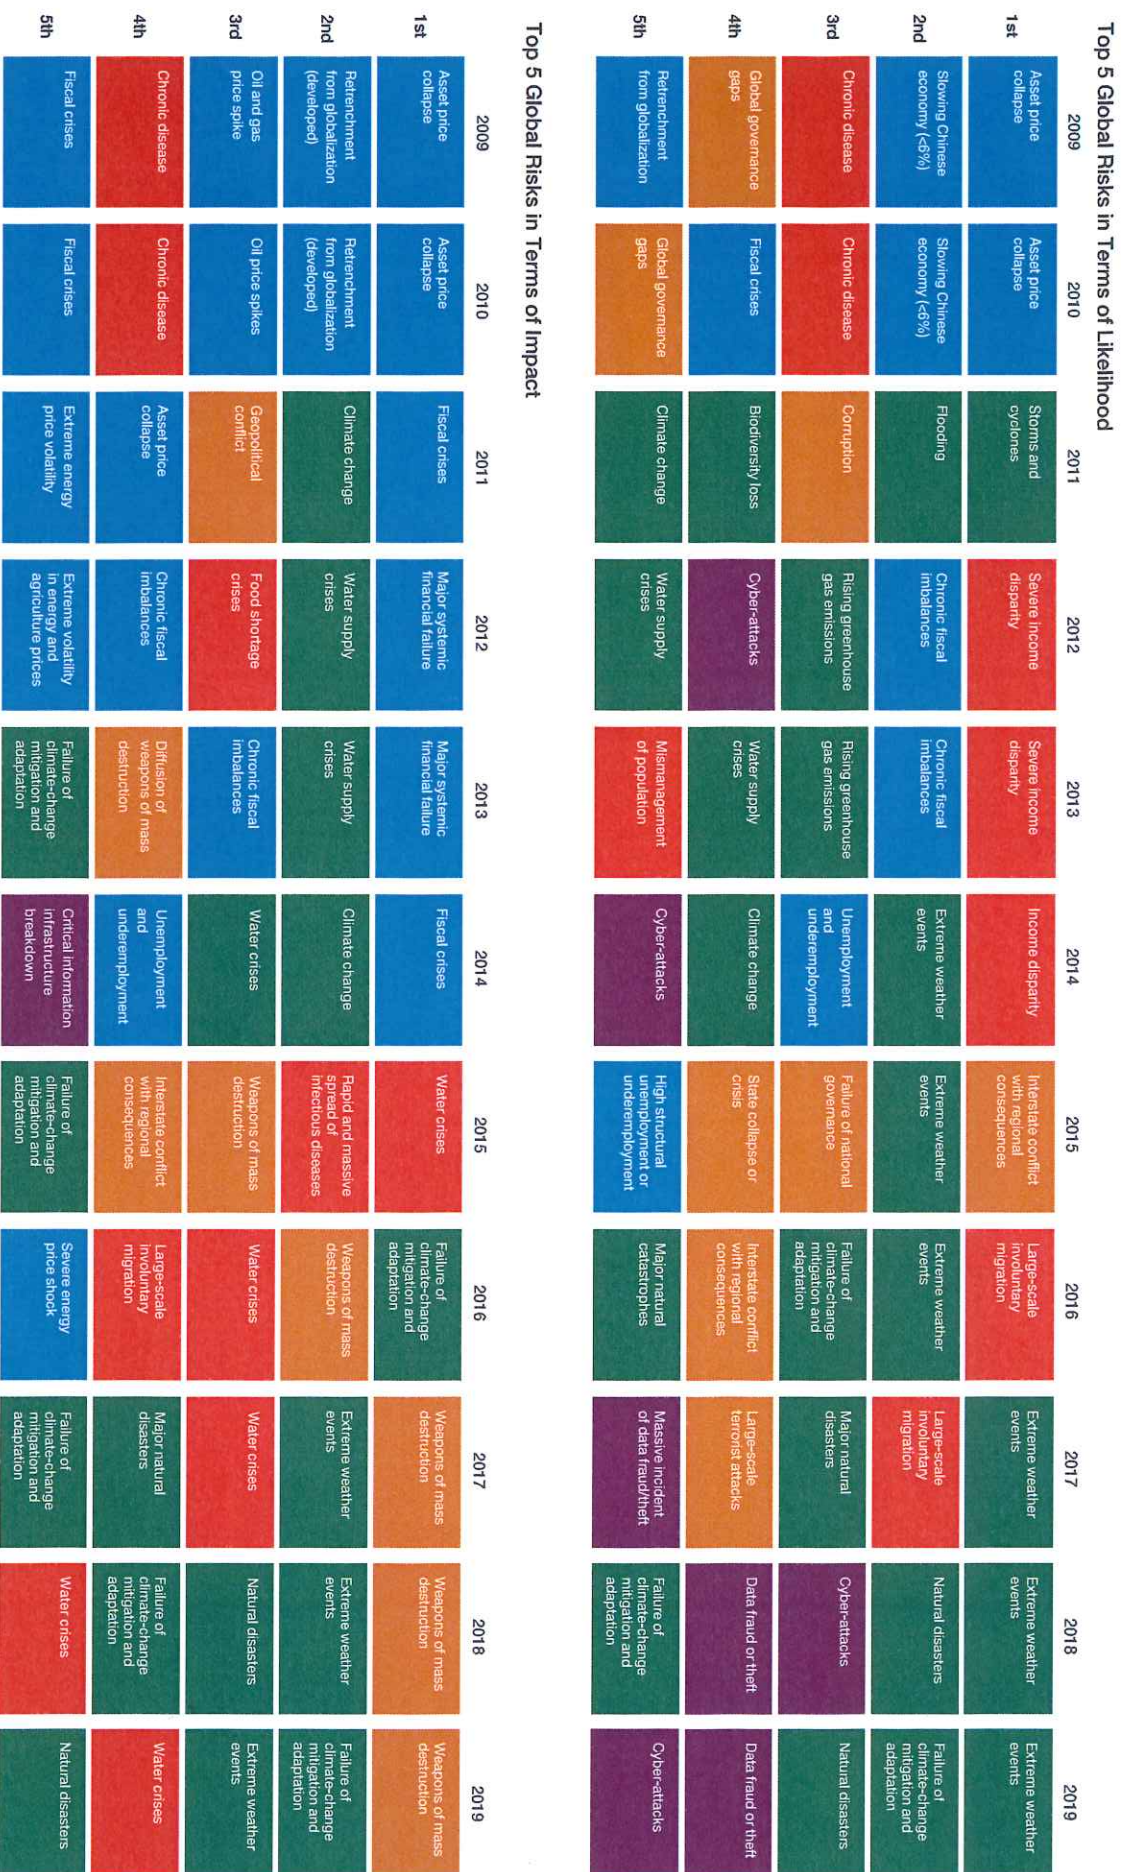 Top 5 Global Risks in Terms of Likelihood
2009
2010
2011
2012
2013
2014
2015
2016
2017
2018
2019
1st
Asset price
collapse
Asset price
collapse
Storms and
cyclones
Severe income
disparity
Severe income
disparity
Income disparity
Interstate conflict
with regional
consequences
Large-scale
involuntary
migration
Extreme weather
events
Extreme weather
events
Extreme weather
events
2nd
Slowing Chinese
economy (<6%)
Slowing Chinese
economy (<6%)
Flooding
Chronic fiscal
imbalances
Chronic fiscal
imbalances
Extreme weather
events
Extreme weather
events
Extreme weather
events
Large-scale
involuntary
migration
Natural disasters
Failure of
climate-change
mitigation and
adaptation
3rd
Chronic disease
Chronic disease
Corruption
Rising greenhouse
gas emissions
Rising greenhouse
gas emissions
Unemployment
and
underemployment
Failure of national
governance
Failure of
climate-change
mitigation and
adaptation
Major natural
disasters
Cyber-attacks
Natural disasters
4th
Global governance
gaps
Fiscal crises
Biodiversity loss
Cyber-attacks
Water supply
crises
Climate change
State collapse or
crisis
Interstate conflict
with regional
consequences
Large-scale
terrorist attacks
Data fraud or theft
Data fraud or theft
5th
Retrenchment
from globalization
Global governance
gaps
Climate change
Water supply
crises
Mismanagement
of population
Cyber-attacks
High structural
unemployment or
underemployment
Major natural
catastrophes
Massive incident
of data fraud/theft
Failure of
climate-change
mitigation and
adaptation
Cyber-attacks
Top 5 Global Risks in Terms of Impact
2009
2010
2011
2012
2013
2014
2015
2016
2017
2018
2019
1st
Asset price
collapse
Asset price
collapse
Fiscal crises
Major systemic
financial failure
Major systemic
financial failure
Fiscal crises
Water crises
Failure of
climate-change
mitigation and
adaptation
Weapons of mass
destruction
Weapons of mass
destruction
Weapons of mass
destruction
2nd
Retrenchment
from globalization
(developed)
Retrenchment
from globalization
(developed)
Climate change
Water supply
crises
Water supply
crises
Climate change
Rapid and massive
spread of
infectious diseases
Weapons of mass
destruction
Extreme weather
events
Extreme weather
events
Failure of
climate-change
mitigation and
adaptation
3rd
Oil and gas
price spike
Oil price spikes
Geopolitical
conflict
Food shortage
crises
Chronic fiscal
imbalances
Water crises
Weapons of mass
destruction
Water crises
Water crises
Natural disasters
Extreme weather
events
4th
Chronic disease
Chronic disease
Asset price
collapse
Chronic fiscal
imbalances
Diffusion of
weapons of mass
destruction
Unemployment
and
underemployment
Interstate conflict
with regional
consequences
Large-scale
involuntary
migration
Major natural
disasters
Failure of
climate-change
mitigation and
adaptation
Water crises
5th
Fiscal crises
Fiscal crises
Extreme energy
price volatility
Extreme volatility
in energy and
agriculture prices
Failure of
climate-change
mitigation and
adaptation
Critical information
infrastructure
breakdown
Failure of
climate-change
mitigation and
adaptation
Severe energy
price shock
Failure of
climate-change
mitigation and
adaptation
Water crises
Natural disasters